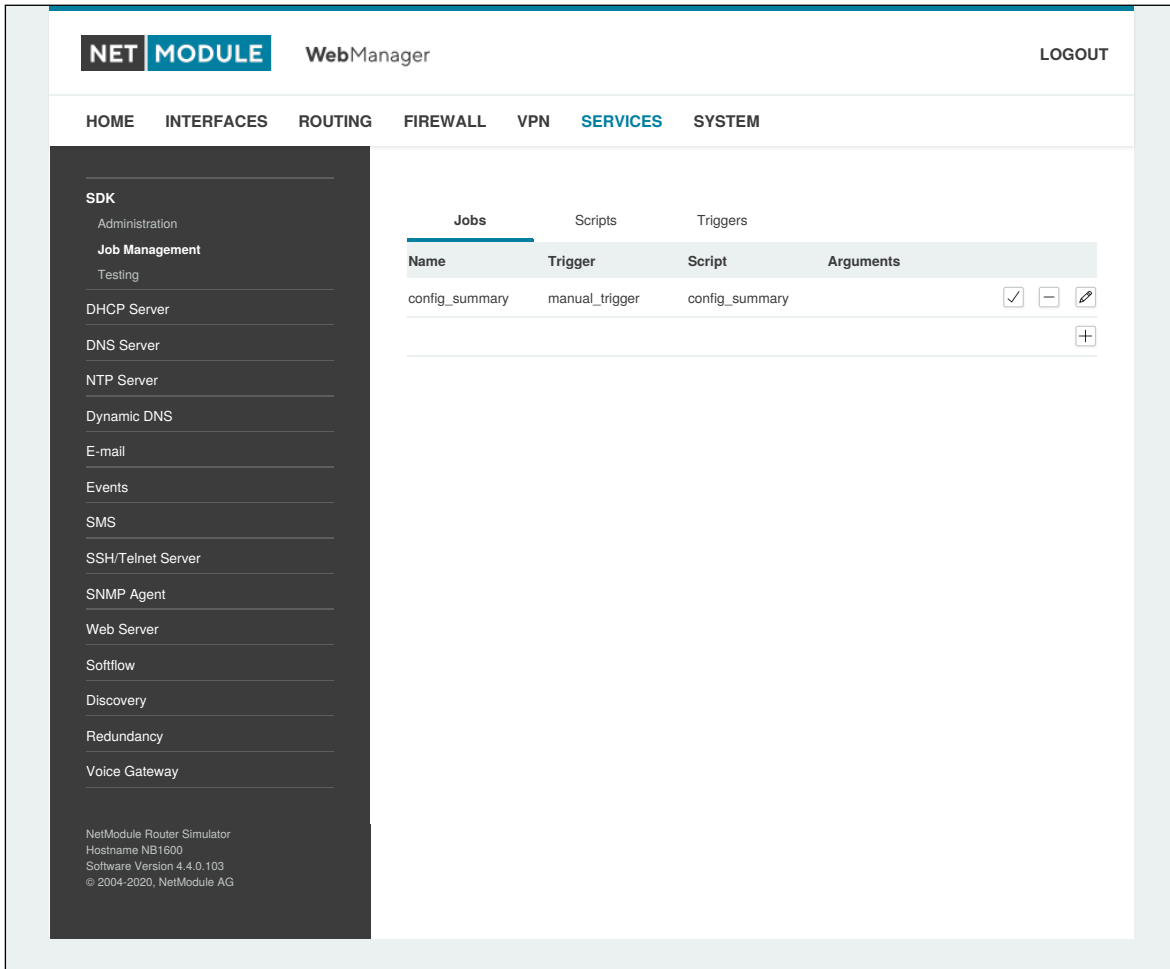 NET MODULE WebManager LOGOUT
HOME INTERFACES ROUTING FIREWALL VPN SERVICES SYSTEM
SDK
Administration
Job Management
Testing
DHCP Server
DNS Server
NTP Server
Dynamic DNS
E-mail
Events
SMS
SSH/Telnet Server
SNMP Agent
Web Server
Softflow
Discovery
Redundancy
Voice Gateway
NetModule Router Simulator
Hostname NB1600
Software Version 4.4.0.103
© 2004-2020, NetModule AG
Jobs Scripts Triggers
Name Trigger Script Arguments
config_summary manual_trigger config_summary